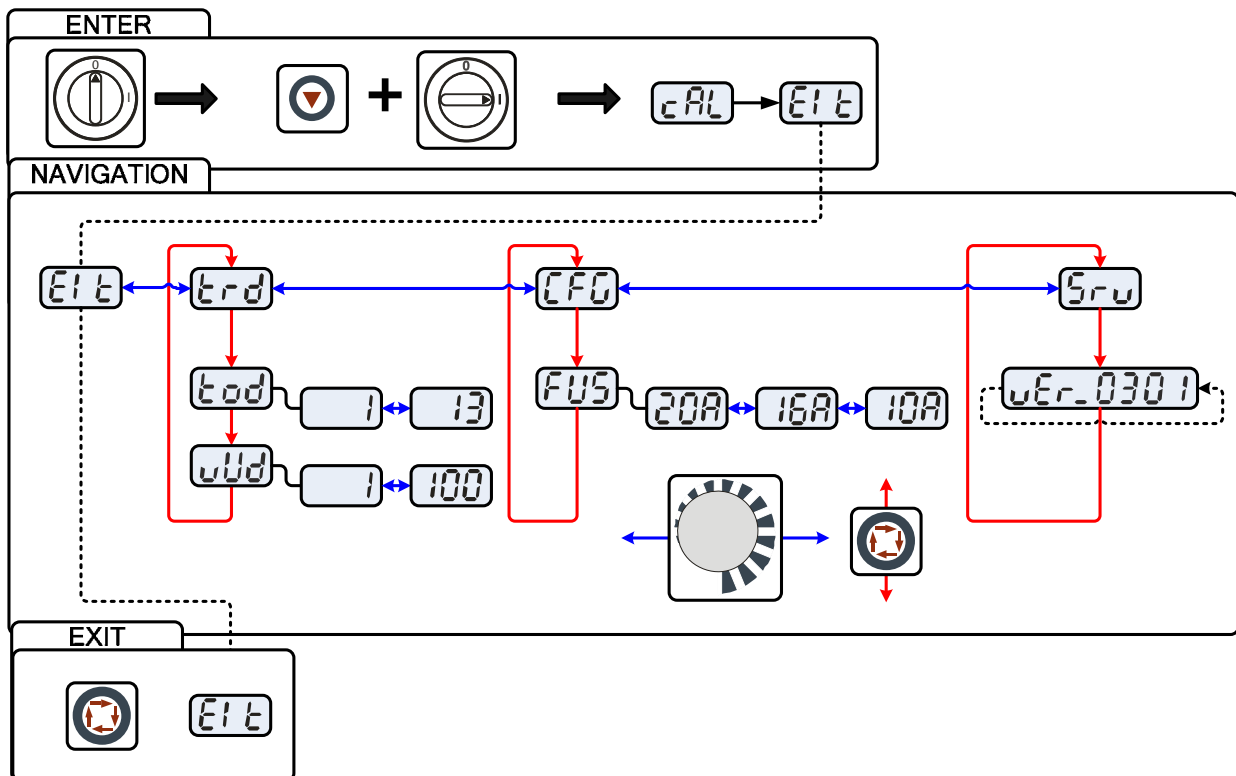 ENTER
0 I + 0 I cAL EIt
NAVIGATION
EIt trd CFG Srv
tod 1 13 FUS 20A 16A 10A vEr_0301
vUd 1 100
EXIT
EIt